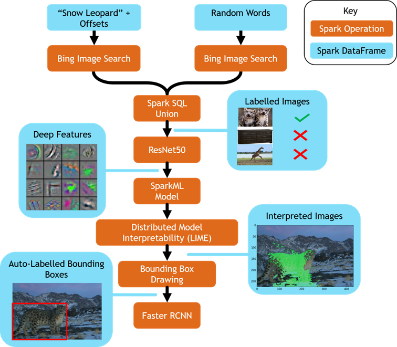 “Snow Leopard” +
Offsets
Random Words
Key
Spark Operation
Spark DataFrame
Bing Image Search
Bing Image Search
Spark SQL
Union
Labelled Images
Deep Features
ResNet50
SparkML
Model
Distributed Model
Interpretability (LIME)
Interpreted Images
Auto-Labelled Bounding
Boxes
Bounding Box
Drawing
Faster RCNN